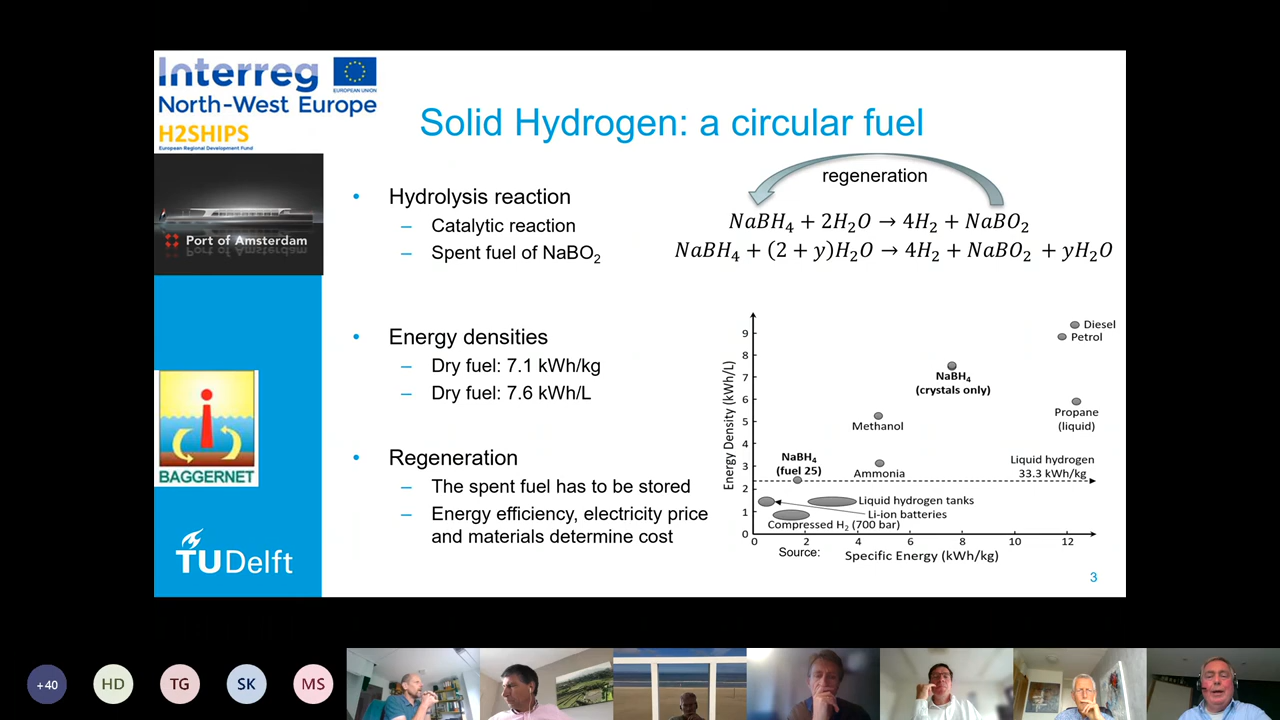 Interreg
EUROPEAN UNION
North-West Europe
H2SHIPS
European Regional Development Fund
Port of Amsterdam
BAGGERNET
TU Delft
Solid Hydrogen: a circular fuel
• Hydrolysis reaction
– Catalytic reaction
– Spent fuel of NaBO₂
• Energy densities
– Dry fuel: 7.1 kWh/kg
– Dry fuel: 7.6 kWh/L
• Regeneration
– The spent fuel has to be stored
– Energy efficiency, electricity price
and materials determine cost
regeneration
NaBH₄ + 2H₂O → 4H₂ + NaBO₂
NaBH₄ + (2 + y)H₂O → 4H₂ + NaBO₂ + yH₂O
Energy Density (kWh/L)
9
8
7
6
5
4
3
2
1
0
Diesel
Petrol
NaBH₄
(crystals only)
Propane
(liquid)
Methanol
NaBH₄
(fuel 25)
Ammonia
Liquid hydrogen
33.3 kWh/kg
Liquid hydrogen tanks
Li-ion batteries
Compressed H₂ (700 bar)
0 2 4 6 8 10 12
Source:
Specific Energy (kWh/kg)
3
+40
HD
TG
SK
MS